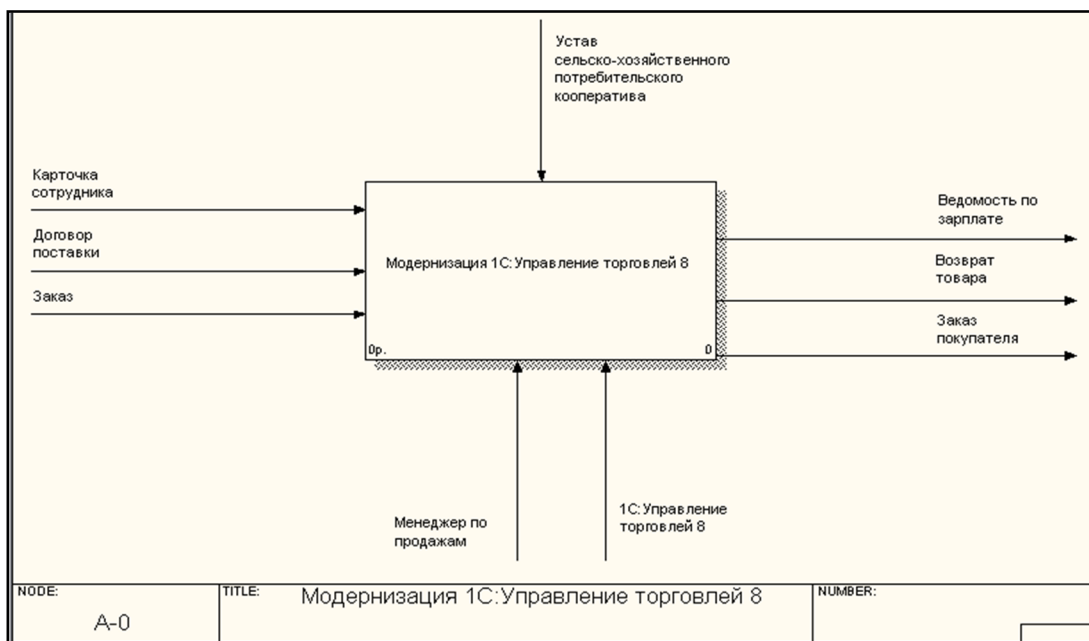 Устав
сельско-хозяйственного
потребительского
кооператива
Карточка
сотрудника
Договор
поставки
Заказ
Модернизация 1С:Управление торговлей 8
0р.
0
Ведомость по
зарплате
Возврат
товара
Заказ
покупателя
Менеджер по
продажам
1С:Управление
торговлей 8
NODE:
A-0
TITLE:
Модернизация 1С:Управление торговлей 8
NUMBER: